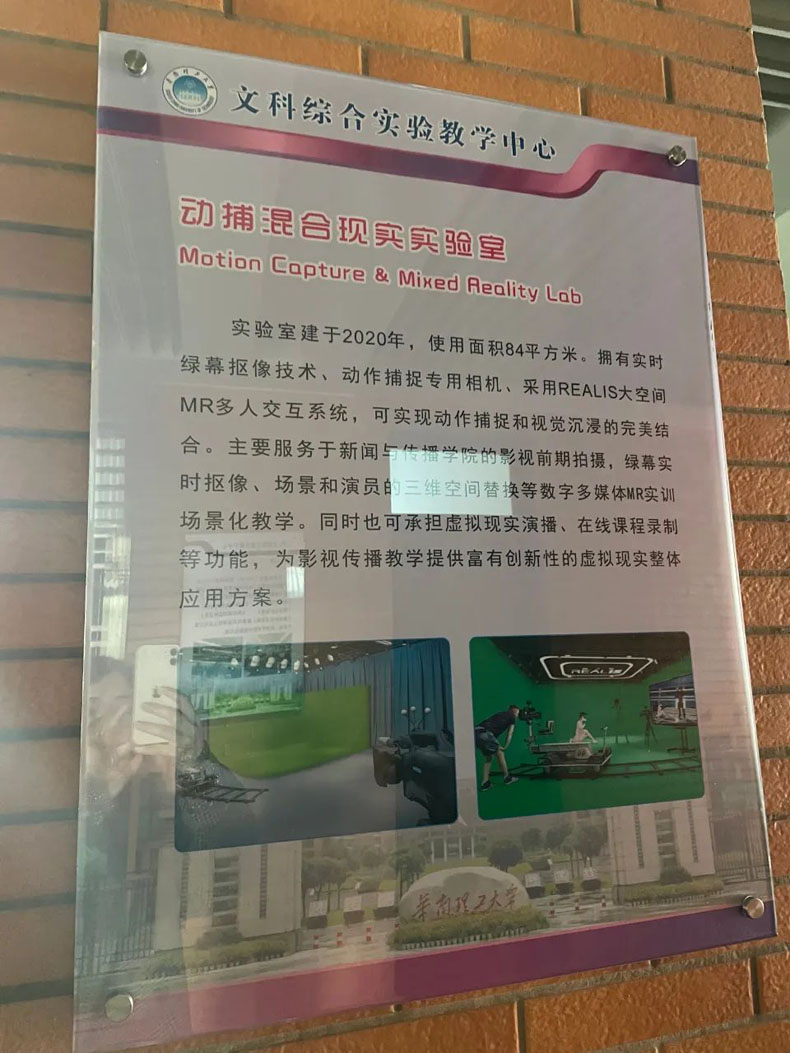 华南理工大学
文科综合实验教学中心
动捕混合现实实验室
Motion Capture & Mixed Reality Lab
实验室建于2020年，使用面积84平方米。拥有实时
绿幕抠像技术、动作捕捉专用相机、采用REALIS大空间
MR多人交互系统，可实现动作捕捉和视觉沉浸的完美结
合。主要服务于新闻与传播学院的影视前期拍摄，绿幕实
时抠像、场景和演员的三维空间替换等数字多媒体MR实训
场景化教学。同时也可承担虚拟现实演播、在线课程录制
等功能，为影视传播教学提供富有创新性的虚拟现实整体
应用方案。
REALIS
华南理工大学